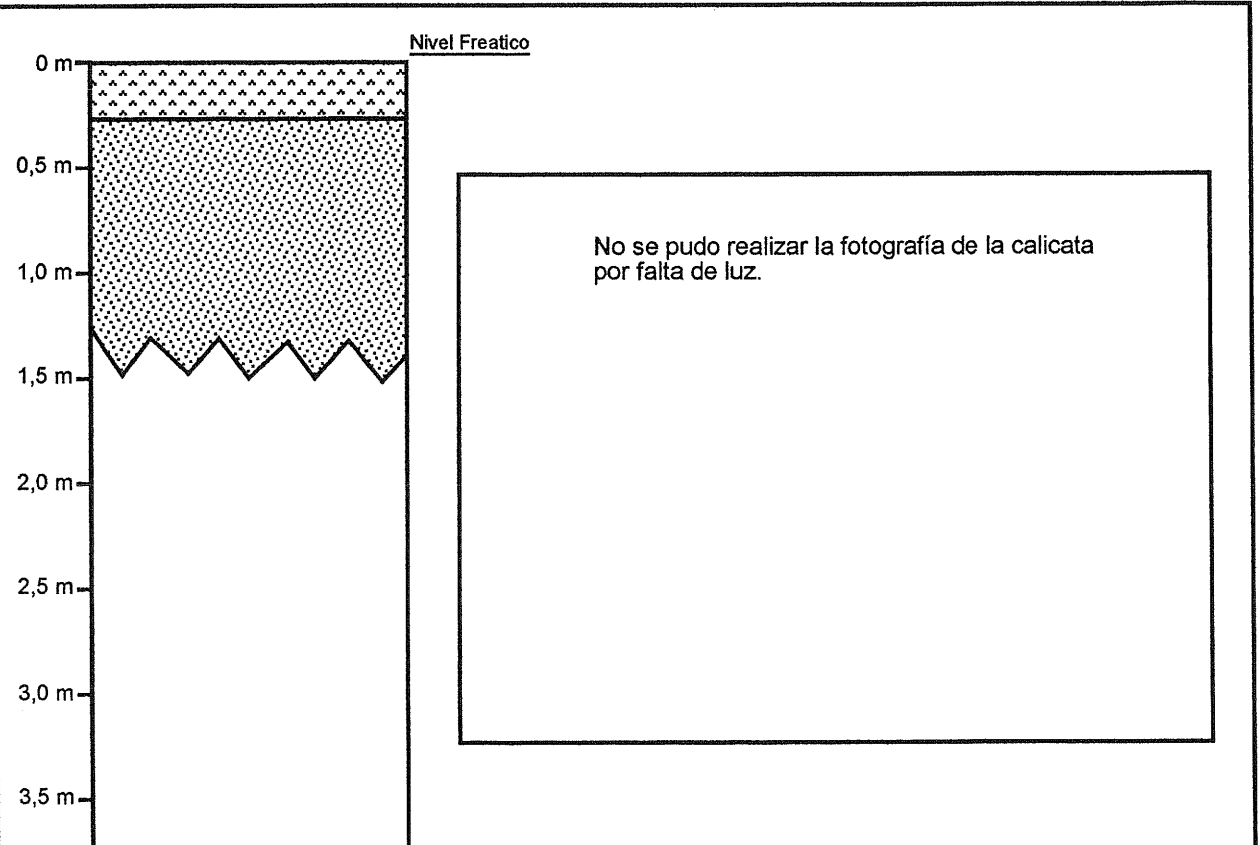 Nivel Freatico
0 m
0,5 m
No se pudo realizar la fotografía de la calicata
por falta de luz.
1,0 m
1,5 m
2,0 m
2,5 m
3,0 m
3,5 m